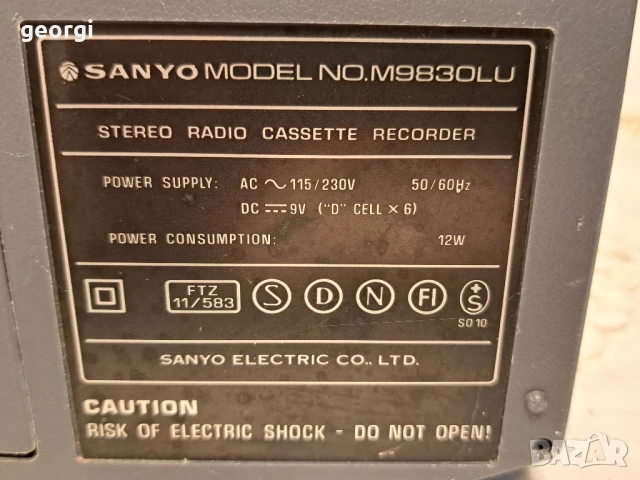 georgi
SANYO MODEL NO.M9830LU
STEREO RADIO CASSETTE RECORDER
POWER SUPPLY: AC ~ 115/230V 50/60Hz
DC ⎓ 9V ("D" CELL × 6)
POWER CONSUMPTION: 12W
FTZ
11/583 S D N FI +S
SO 10
SANYO ELECTRIC CO., LTD.
CAUTION
RISK OF ELECTRIC SHOCK - DO NOT OPEN!
BAZAR